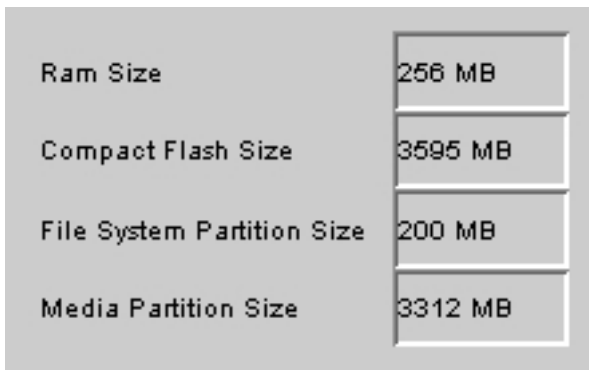 Ram Size 256 MB
Compact Flash Size 3595 MB
File System Partition Size 200 MB
Media Partition Size 3312 MB